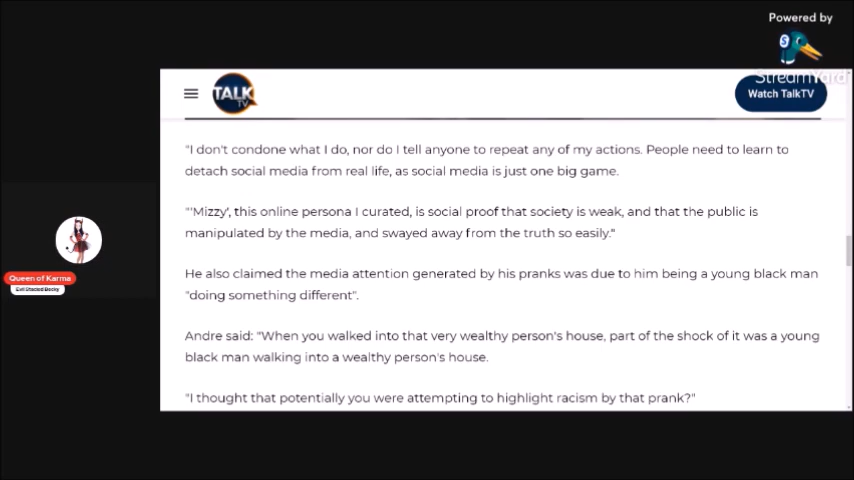 Powered by
S
StreamYard
TALK
TV
Watch TalkTV
"I don't condone what I do, nor do I tell anyone to repeat any of my actions. People need to learn to
detach social media from real life, as social media is just one big game.
"'Mizzy', this online persona I curated, is social proof that society is weak, and that the public is
manipulated by the media, and swayed away from the truth so easily."
He also claimed the media attention generated by his pranks was due to him being a young black man
"doing something different".
Andre said: "When you walked into that very wealthy person's house, part of the shock of it was a young
black man walking into a wealthy person's house.
"I thought that potentially you were attempting to highlight racism by that prank?"
Queen of Karma
Evil Stacied Becky